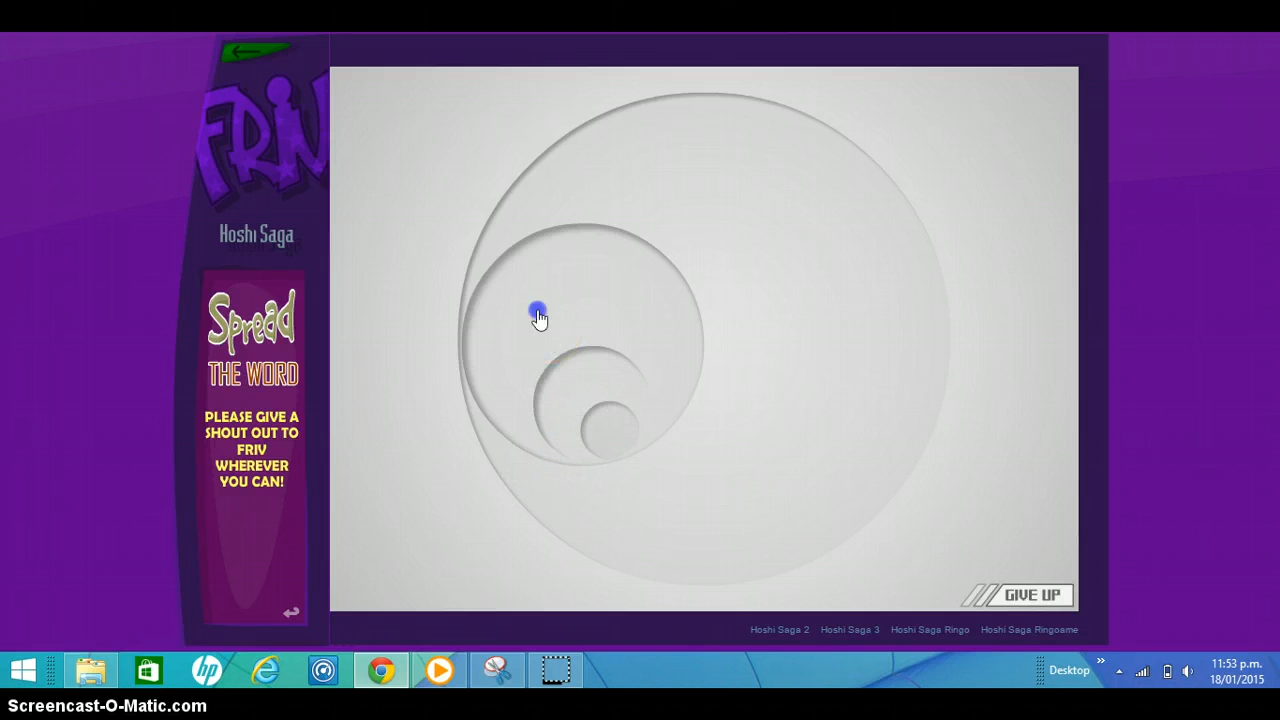 FRIV
Hoshi Saga
Spread
THE WORD
PLEASE GIVE A
SHOUT OUT TO
FRIV
WHEREVER
YOU CAN!
GIVE UP
Hoshi Saga 2 Hoshi Saga 3 Hoshi Saga Ringo Hoshi Saga Ringoame
hp
Desktop
11:53 p.m.
18/01/2015
Screencast-O-Matic.com